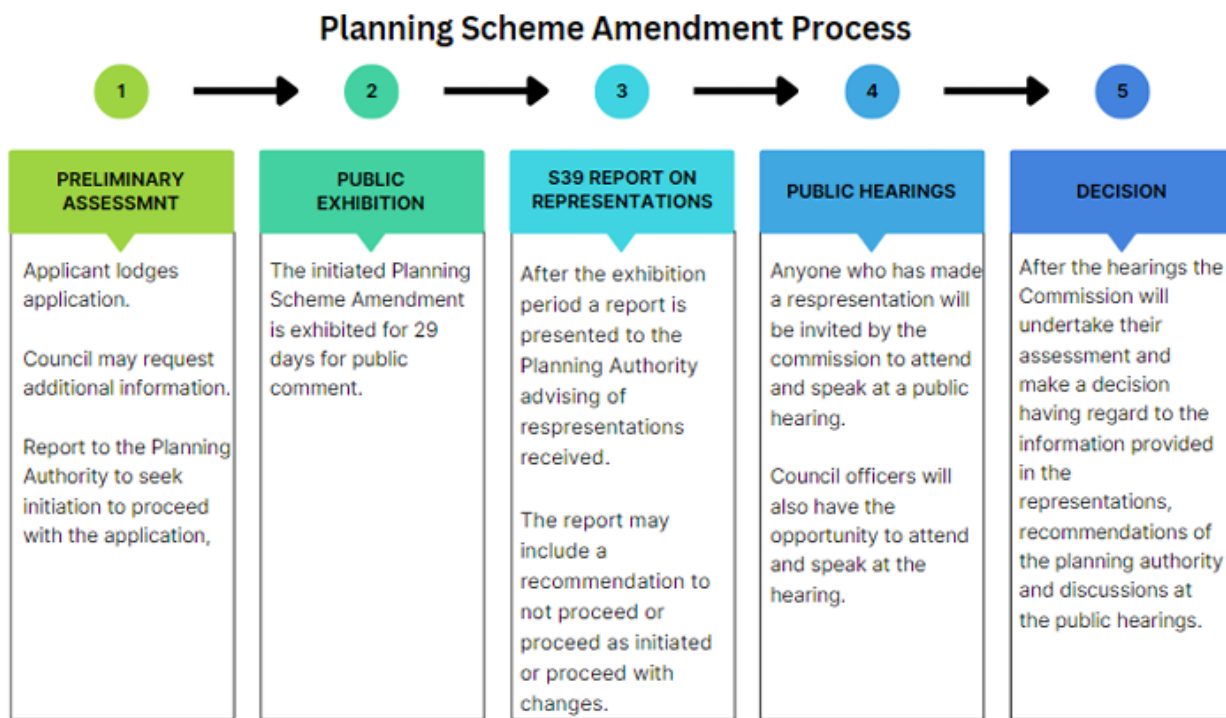 Planning Scheme Amendment Process
1
2
3
4
5
PRELIMINARY
ASSESSMNT
Applicant lodges
application.
Council may request
additional information.
Report to the Planning
Authority to seek
initiation to proceed
with the application,
PUBLIC
EXHIBITION
The initiated Planning
Scheme Amendment
is exhibited for 29
days for public
comment.
S39 REPORT ON
REPRESENTATIONS
After the exhibition
period a report is
presented to the
Planning Authority
advising of
respresentations
received.
The report may
include a
recommendation to
not proceed or
proceed as initiated
or proceed with
changes.
PUBLIC HEARINGS
Anyone who has made
a respresentation will
be invited by the
commission to attend
and speak at a public
hearing.
Council officers will
also have the
opportunity to attend
and speak at the
hearing.
DECISION
After the hearings the
Commission will
undertake their
assessment and
make a decision
having regard to the
information provided
in the
representations,
recommendations of
the planning authority
and discussions at
the public hearings.